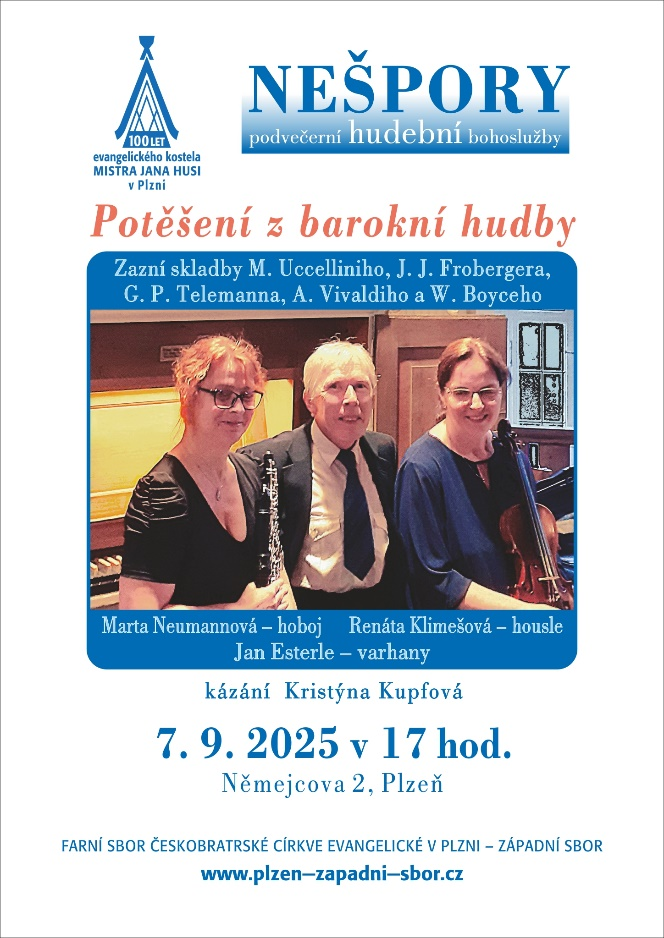 100 LET
evangelického kostela
MISTRA JANA HUSI
v Plzni
NEŠPORY
podvečerní hudební bohoslužby
Potěšení z barokní hudby
Zazní skladby M. Uccelliniho, J. J. Frobergera,
G. P. Telemanna, A. Vivaldiho a W. Boyceho
Marta Neumannová – hoboj Renáta Klimešová – housle
Jan Esterle – varhany
kázání Kristýna Kupfová
7. 9. 2025 v 17 hod.
Němejcova 2, Plzeň
FARNÍ SBOR ČESKOBRATRSKÉ CÍRKVE EVANGELICKÉ V PLZNI – ZÁPADNÍ SBOR
www.plzen–zapadni–sbor.cz